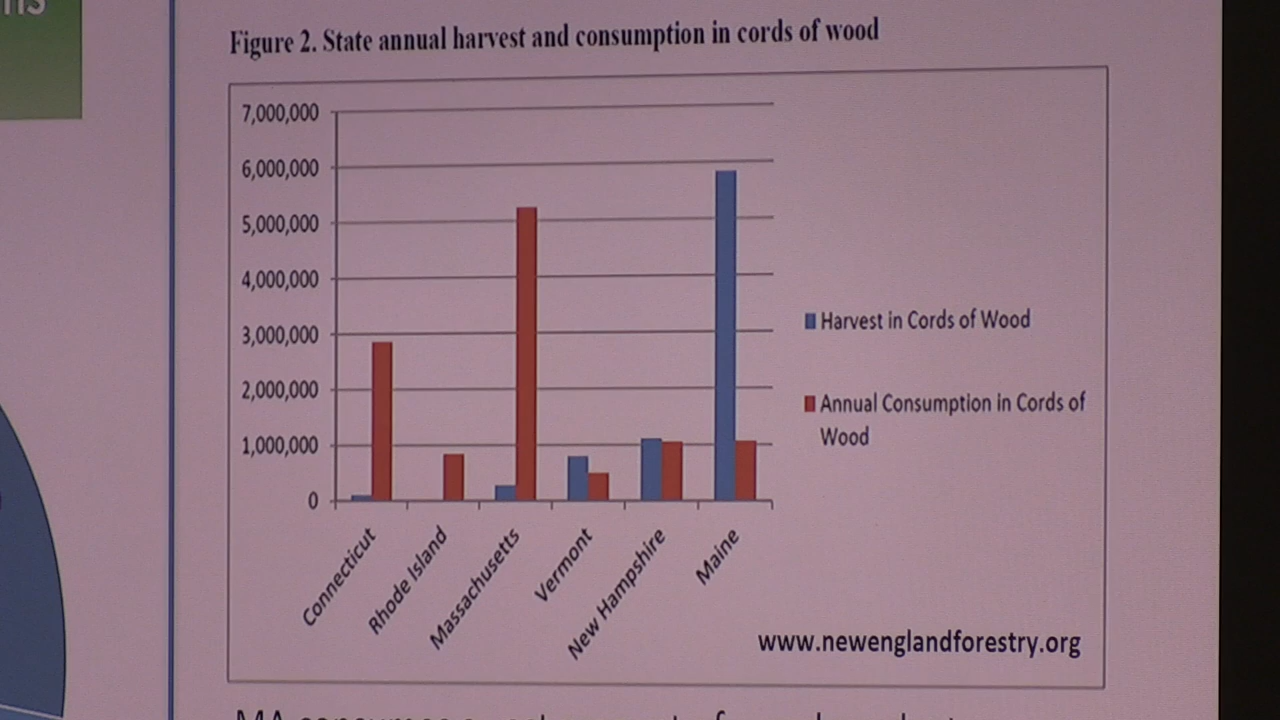 Figure 2. State annual harvest and consumption in cords of wood
7,000,000
6,000,000
5,000,000
4,000,000
3,000,000
2,000,000
1,000,000
0
Connecticut
Rhode Island
Massachusetts
Vermont
New Hampshire
Maine
Harvest in Cords of Wood
Annual Consumption in Cords of
Wood
www.newenglandforestry.org
MA consumes